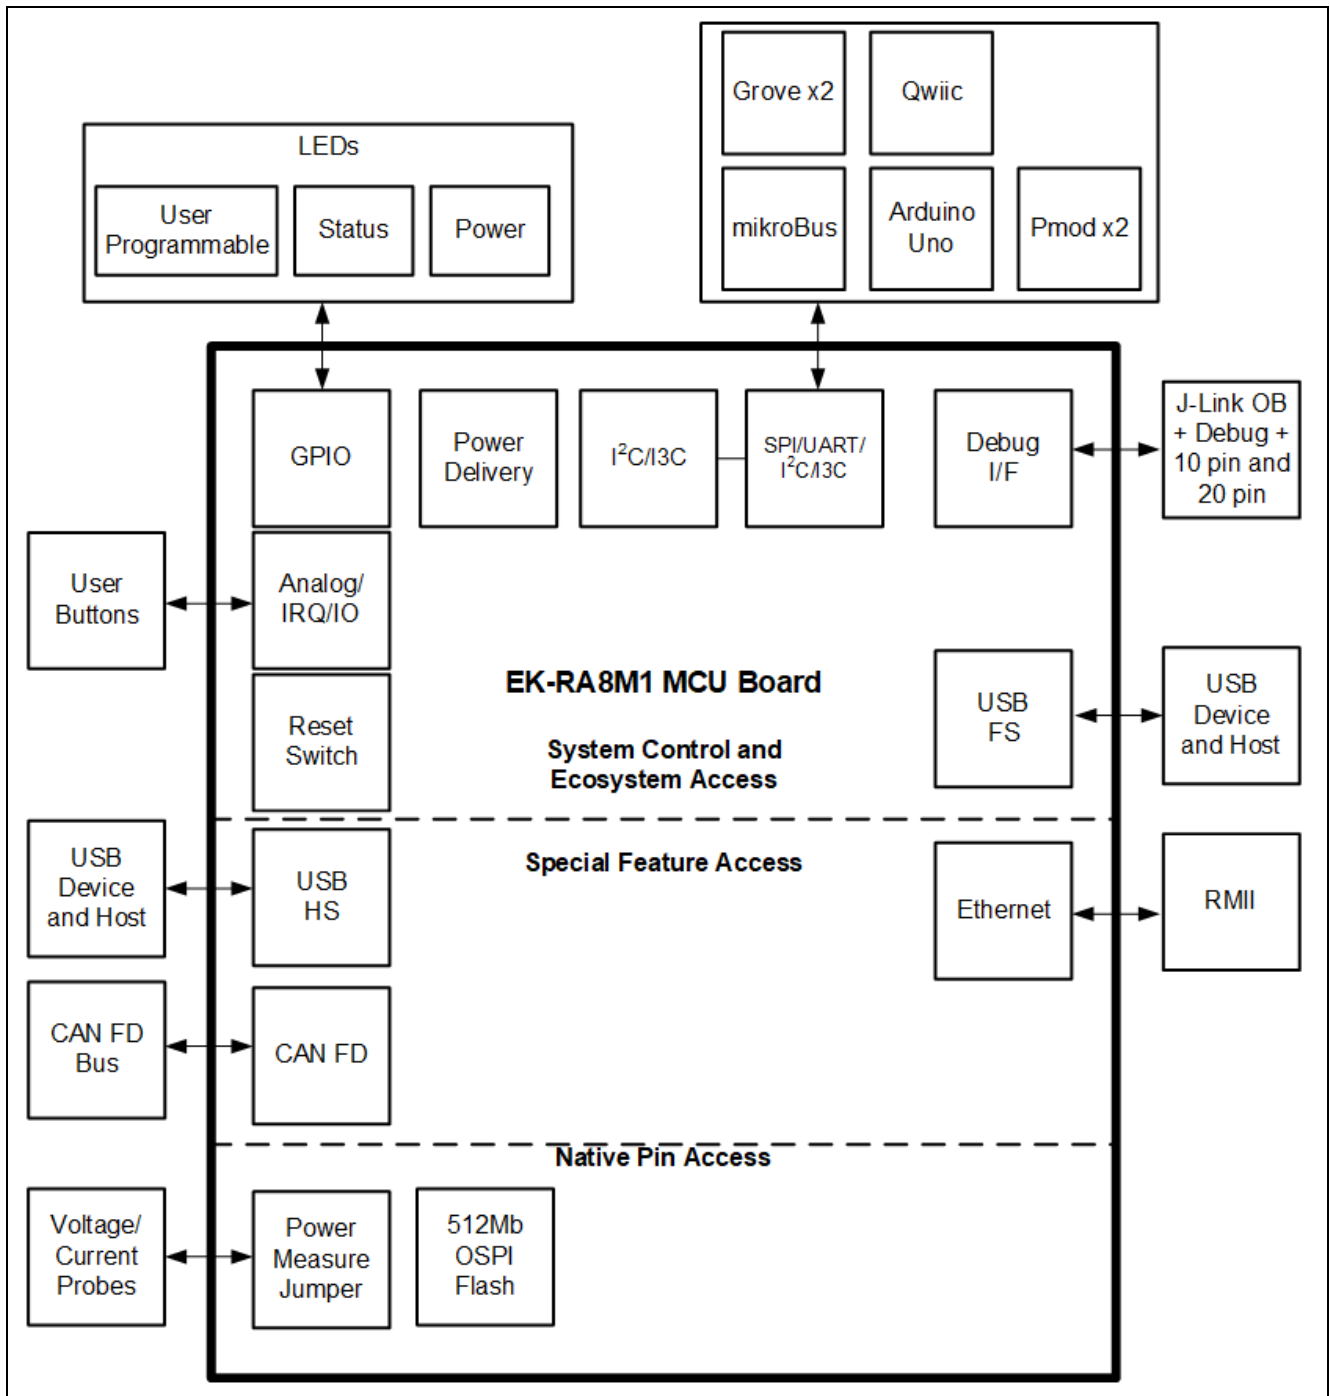 Grove x2
Qwiic
LEDs
User
Programmable
Status
Power
mikroBus
Arduino
Uno
Pmod x2
GPIO
Power
Delivery
I²C/I3C
SPI/UART/
I²C/I3C
Debug
I/F
J-Link OB
+ Debug +
10 pin and
20 pin
User
Buttons
Analog/
IRQ/IO
Reset
Switch
EK-RA8M1 MCU Board
System Control and
Ecosystem Access
USB
FS
USB
Device
and Host
USB
Device
and Host
USB
HS
Special Feature Access
Ethernet
RMII
CAN FD
Bus
CAN FD
Native Pin Access
Voltage/
Current
Probes
Power
Measure
Jumper
512Mb
OSPI
Flash